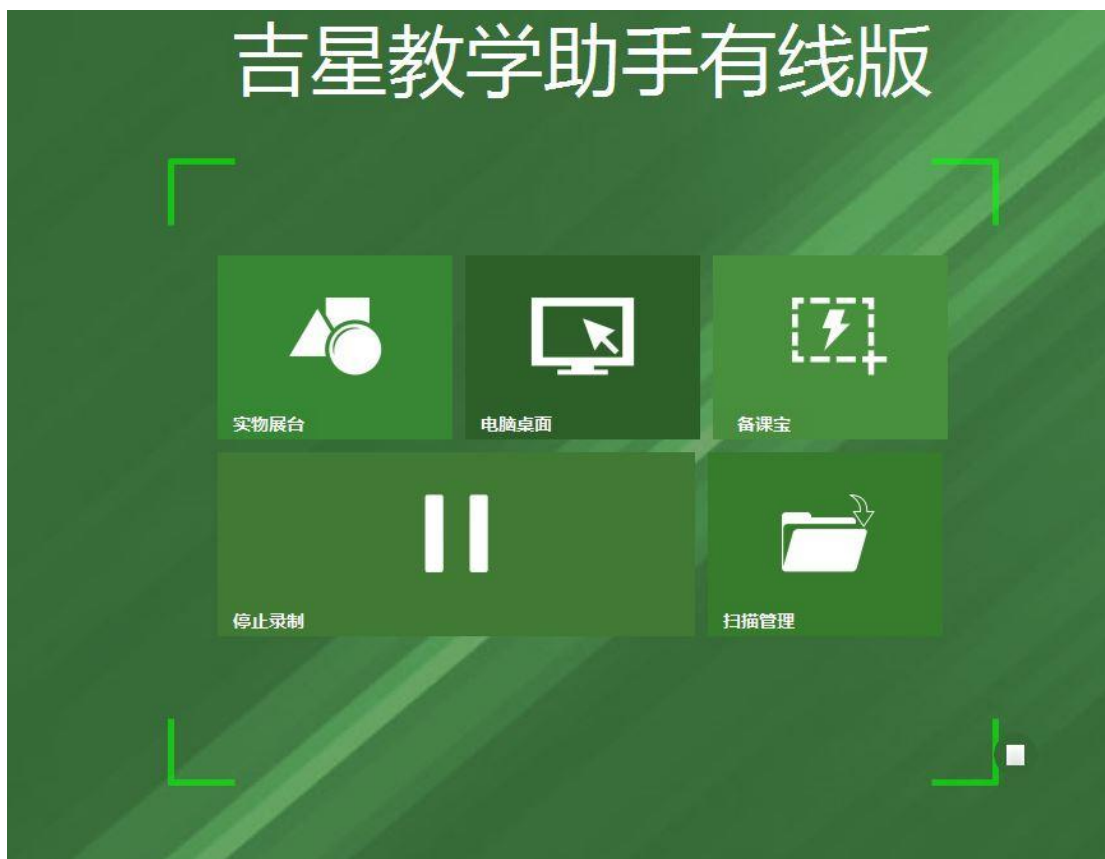 吉星教学助手有线版
实物展台
电脑桌面
备课宝
停止录制
扫描管理